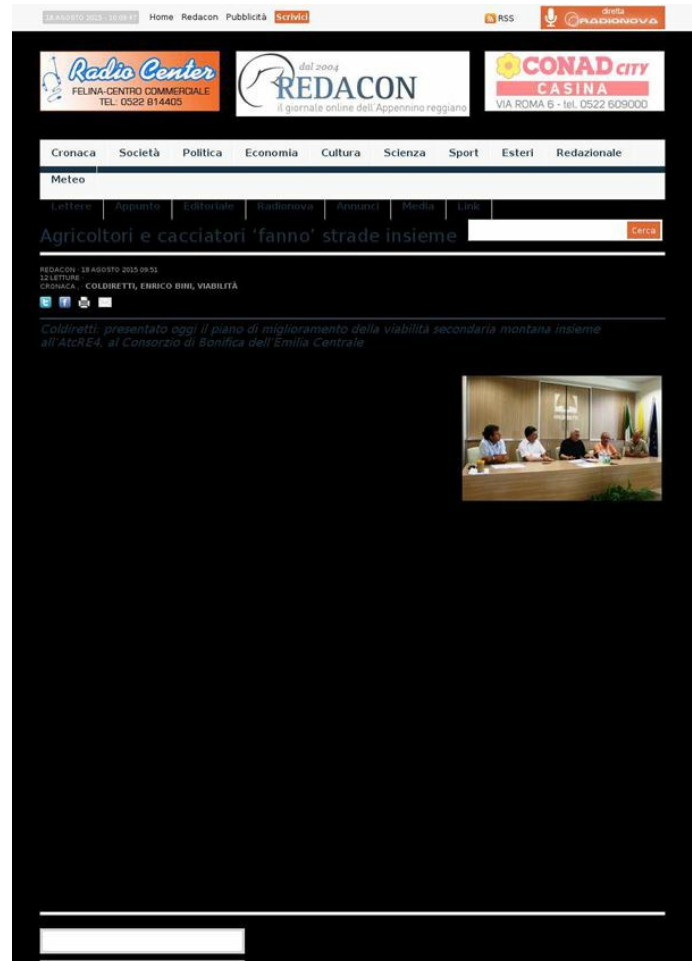 18 AGOSTO 2015 - 10:09:47 Home Redacon Pubblicità Scrivici RSS diretta RADIONOVA
Radio Center
FELINA-CENTRO COMMERCIALE
TEL: 0522 814405
dal 2004
REDACON
il giornale online dell'Appennino reggiano
CONAD CITY
CASINA
VIA ROMA 6 - tel. 0522 609000
Cronaca Società Politica Economia Cultura Scienza Sport Esteri Redazionale
Meteo
Lettere Appunto Editoriale Radionova Annunci Media Link
Agricoltori e cacciatori ‘fanno’ strade insieme
Cerca
REDACON · 18 AGOSTO 2015 09:51
12 LETTURE ·
CRONACA , · COLDIRETTI, ENRICO BINI, VIABILITÀ
Coldiretti: presentato oggi il piano di miglioramento della viabilità secondaria montana insieme
all'AtcRE4, al Consorzio di Bonifica dell'Emilia Centrale